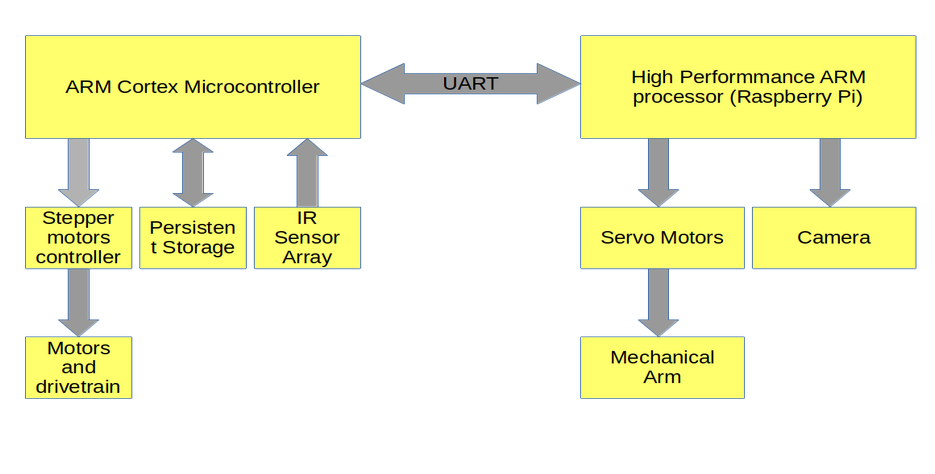 ARM Cortex Microcontroller
UART
High Performmance ARM
processor (Raspberry Pi)
Stepper
motors
controller
Persisten
t Storage
IR
Sensor
Array
Servo Motors
Camera
Motors
and
drivetrain
Mechanical
Arm